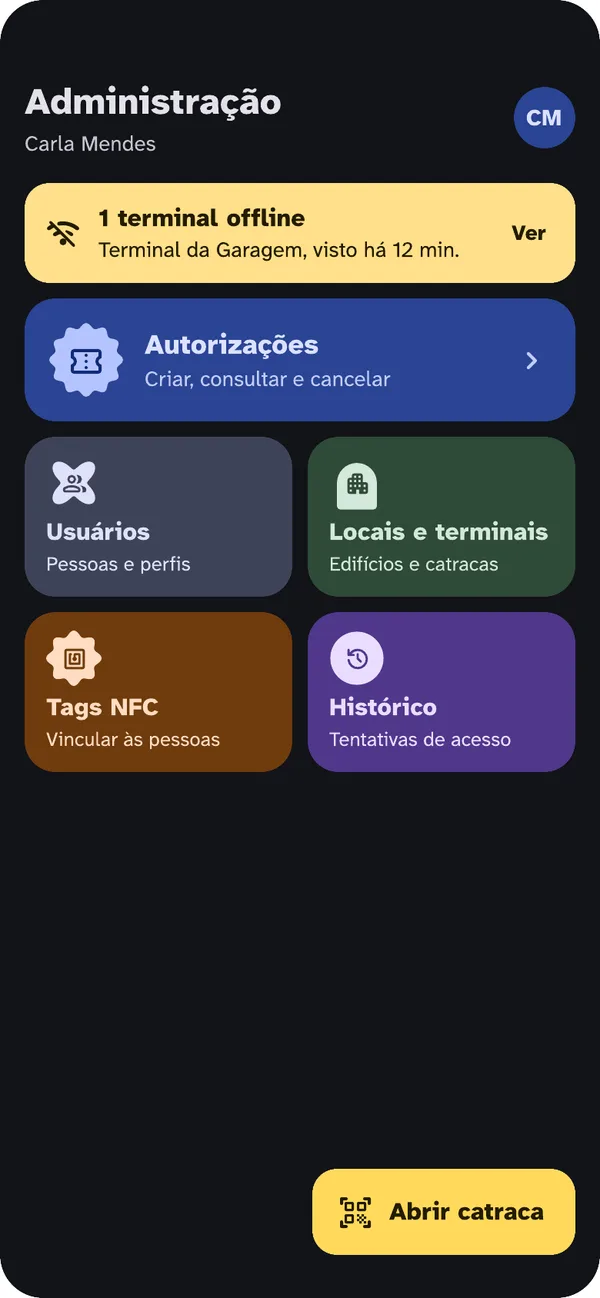 Administração
Carla Mendes
CM
1 terminal offline
Terminal da Garagem, visto há 12 min.
Ver
Autorizações
Criar, consultar e cancelar
Usuários
Pessoas e perfis
Locais e terminais
Edifícios e catracas
Tags NFC
Vincular às pessoas
Histórico
Tentativas de acesso
Abrir catraca